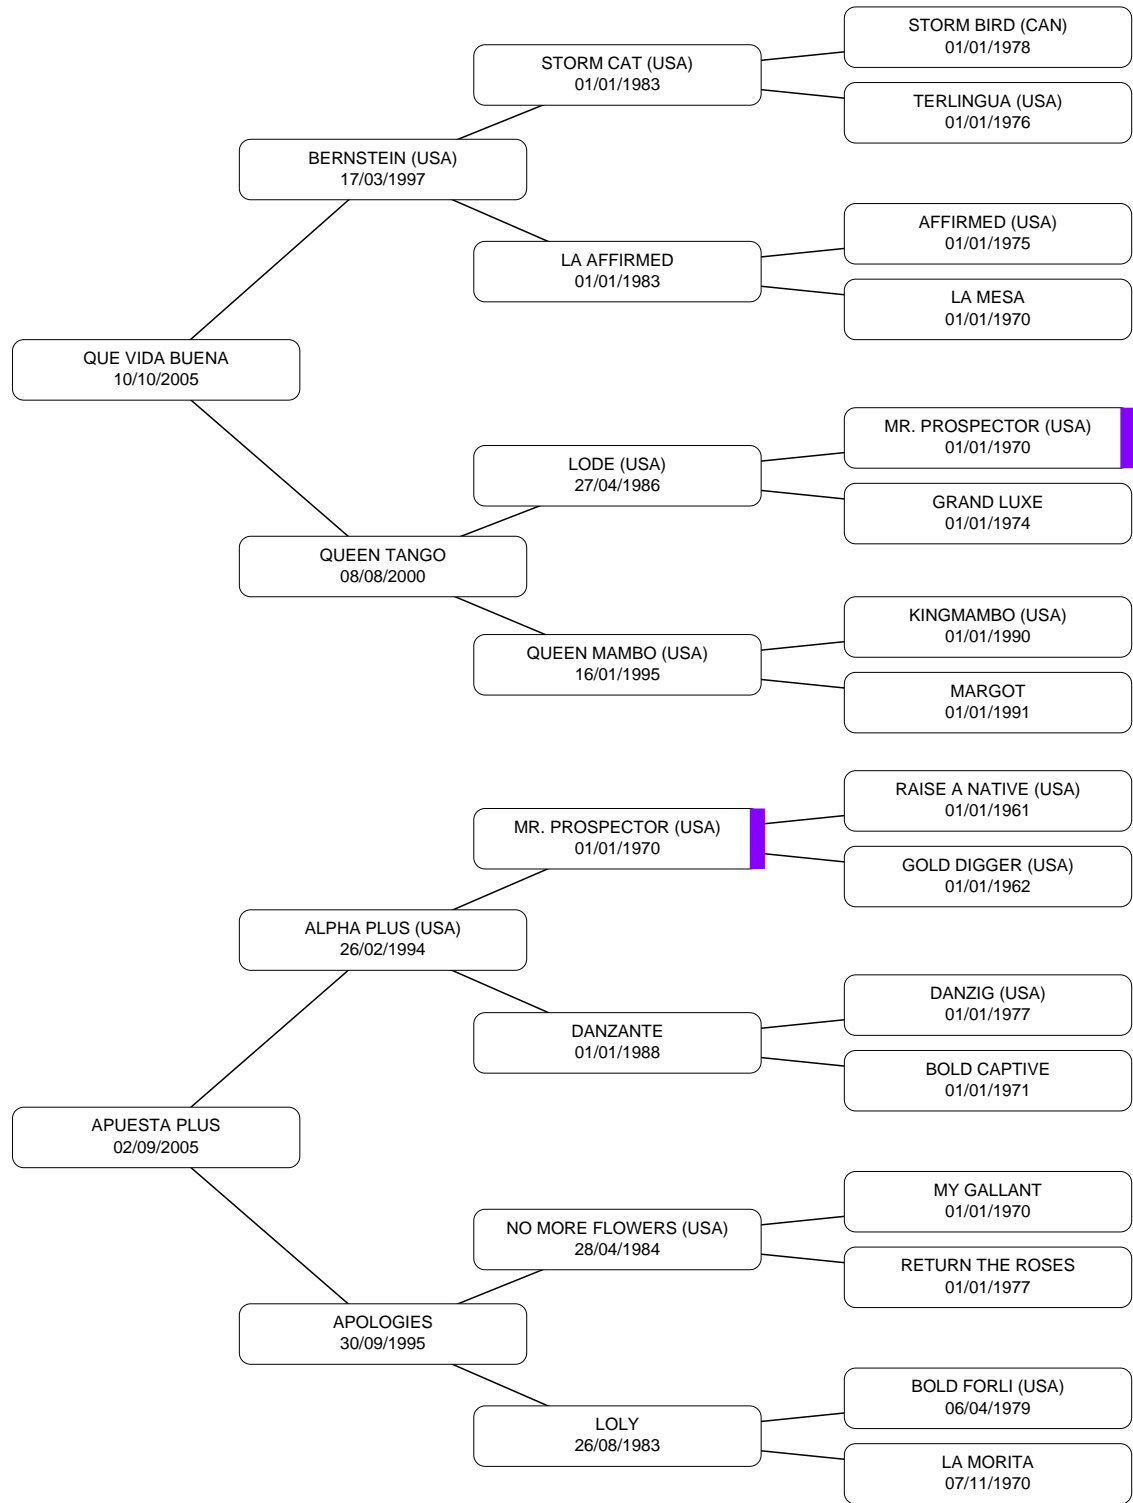 STORM BIRD (CAN)
01/01/1978
STORM CAT (USA)
01/01/1983
TERLINGUA (USA)
01/01/1976
BERNSTEIN (USA)
17/03/1997
AFFIRMED (USA)
01/01/1975
LA AFFIRMED
01/01/1983
LA MESA
01/01/1970
QUE VIDA BUENA
10/10/2005
MR. PROSPECTOR (USA)
01/01/1970
LODE (USA)
27/04/1986
GRAND LUXE
01/01/1974
QUEEN TANGO
08/08/2000
KINGMAMBO (USA)
01/01/1990
QUEEN MAMBO (USA)
16/01/1995
MARGOT
01/01/1991
RAISE A NATIVE (USA)
01/01/1961
MR. PROSPECTOR (USA)
01/01/1970
GOLD DIGGER (USA)
01/01/1962
ALPHA PLUS (USA)
26/02/1994
DANZIG (USA)
01/01/1977
DANZANTE
01/01/1988
BOLD CAPTIVE
01/01/1971
APUESTA PLUS
02/09/2005
MY GALLANT
01/01/1970
NO MORE FLOWERS (USA)
28/04/1984
RETURN THE ROSES
01/01/1977
APOLOGIES
30/09/1995
BOLD FORLI (USA)
06/04/1979
LOLY
26/08/1983
LA MORITA
07/11/1970